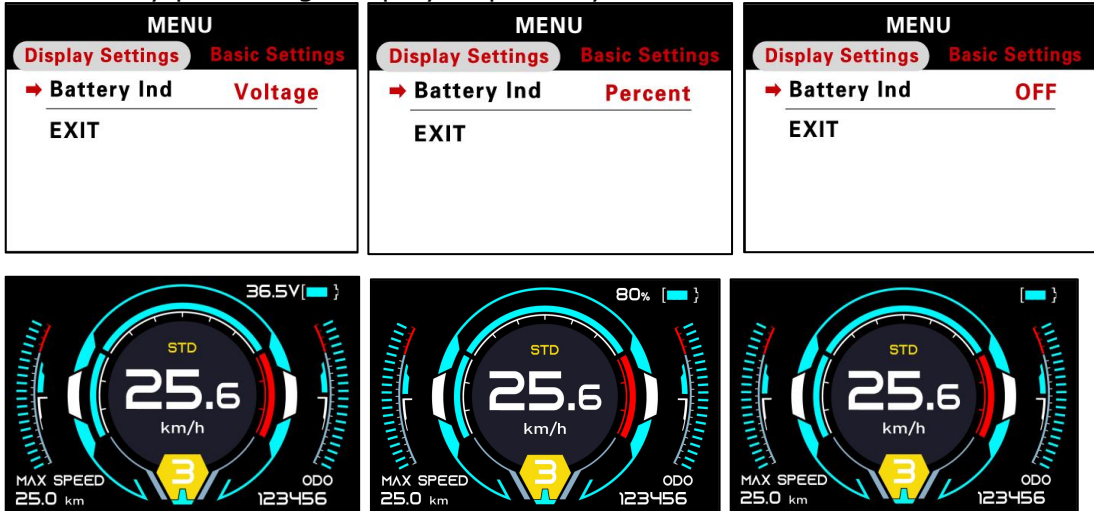 MENU
Display Settings Basic Settings
Battery Ind Voltage
EXIT
MENU
Display Settings Basic Settings
Battery Ind Percent
EXIT
MENU
Display Settings Basic Settings
Battery Ind OFF
EXIT
36.5V
STD
25.6
km/h
3
MAX SPEED
25.0 km
ODO
123456
80%
STD
25.6
km/h
3
MAX SPEED
25.0 km
ODO
123456
STD
25.6
km/h
3
MAX SPEED
25.0 km
ODO
123456